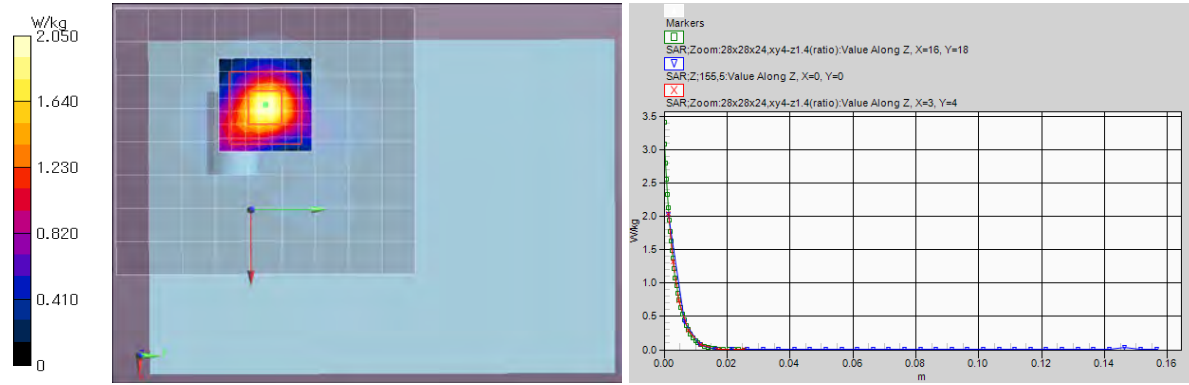 W/kg
2.050
1.640
1.230
0.820
0.410
0
Markers
SAR;Zoom:28x28x24,xy4-z1.4(ratio):Value Along Z, X=16, Y=18
SAR;Z;155,5:Value Along Z, X=0, Y=0
SAR;Zoom:28x28x24,xy4-z1.4(ratio):Value Along Z, X=3, Y=4
3.5
3.0
2.5
2.0
1.5
1.0
0.5
0.0
W/kg
0.00 0.02 0.04 0.06 0.08 0.10 0.12 0.14 0.16
m